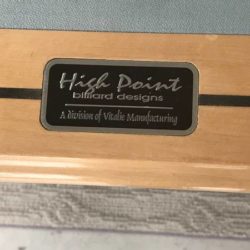 High Point
billiard designs
A division of Vitalie Manufacturing